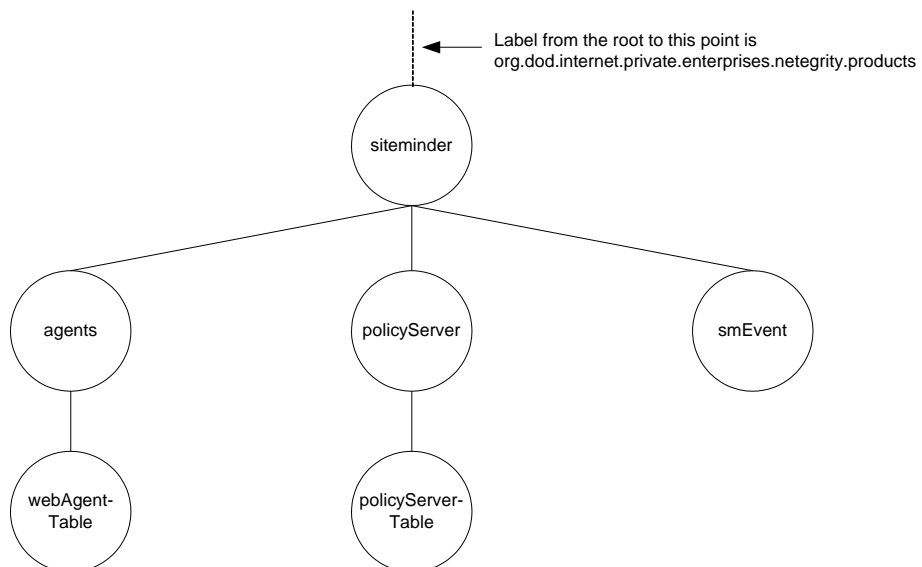 Label from the root to this point is
org.dod.internet.private.enterprises.netegrity.products
siteminder
agents
policyServer
smEvent
webAgent-
Table
policyServer-
Table